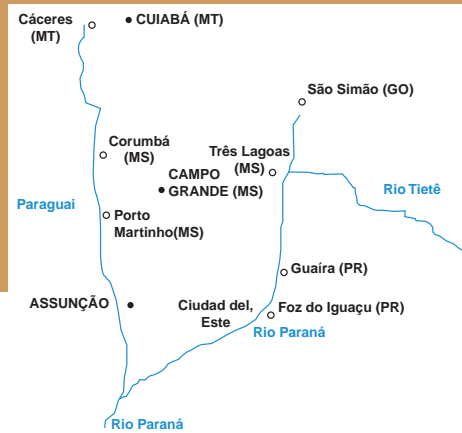 Cáceres
(MT)
CUIABÁ (MT)
São Simão (GO)
Corumbá
(MS)
Três Lagoas
(MS)
CAMPO
GRANDE (MS)
Rio Tietê
Paraguai
Porto
Martinho(MS)
Guaíra (PR)
ASSUNÇÃO
Ciudad del,
Este
Foz do Iguaçu (PR)
Rio Paraná
Rio Paraná